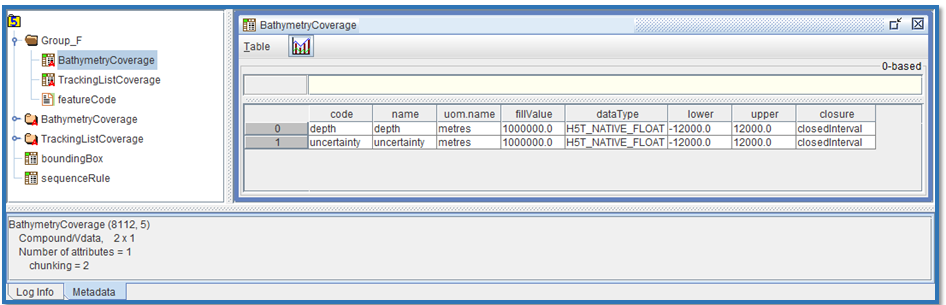 Group_F
BathymetryCoverage
TrackingListCoverage
featureCode
BathymetryCoverage
TrackingListCoverage
boundingBox
sequenceRule
BathymetryCoverage
Table
0-based
code name uom.name fillValue dataType lower upper closure
0 depth depth metres 1000000.0 H5T_NATIVE_FLOAT -12000.0 12000.0 closedInterval
1 uncertainty uncertainty metres 1000000.0 H5T_NATIVE_FLOAT -12000.0 12000.0 closedInterval
BathymetryCoverage (8112, 5)
Compound/Vdata, 2 x 1
Number of attributes = 1
chunking = 2
Log Info Metadata